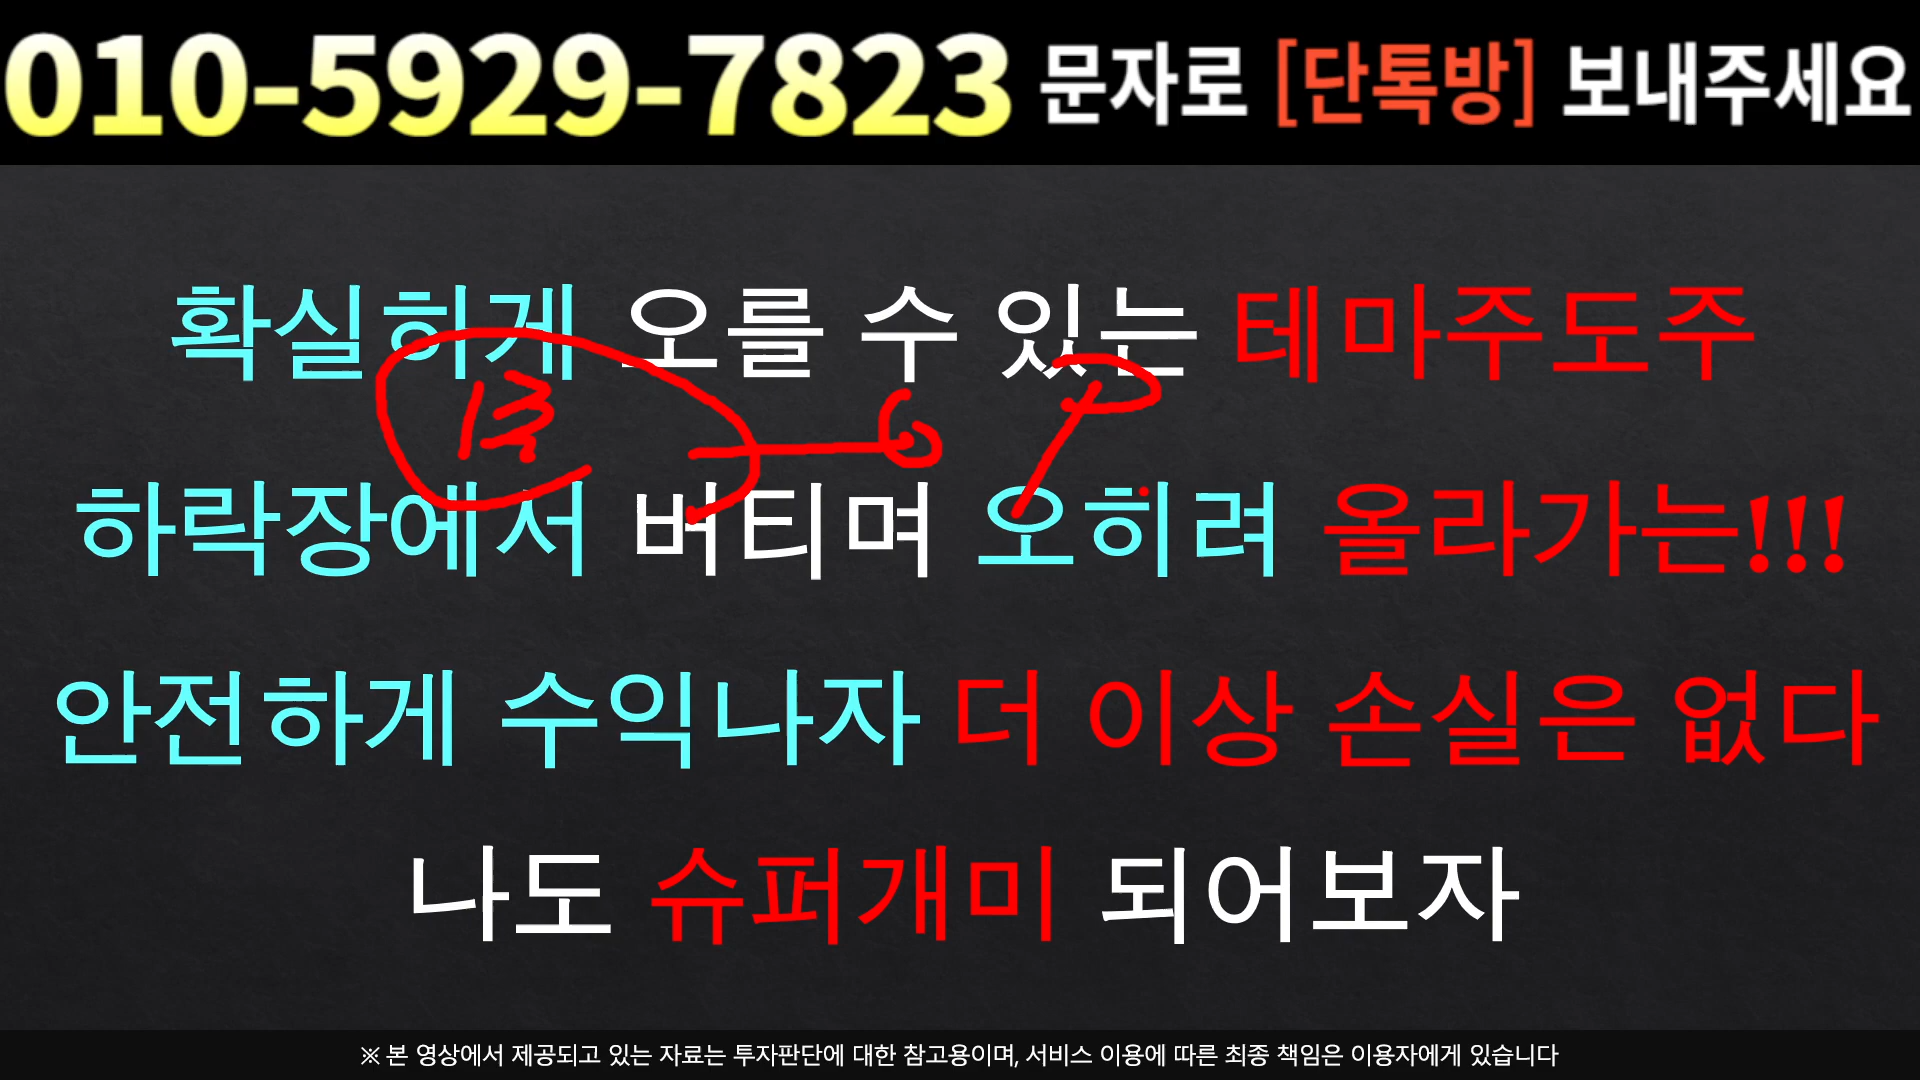 010-5929-7823 문자로 [단톡방] 보내주세요
확실하게 오를 수 있는 테마주도주
하락장에서 버티며 오히려 올라가는!!!
안전하게 수익나자 더 이상 손실은 없다
나도 슈퍼개미 되어보자
※ 본 영상에서 제공되고 있는 자료는 투자판단에 대한 참고용이며, 서비스 이용에 따른 최종 책임은 이용자에게 있습니다